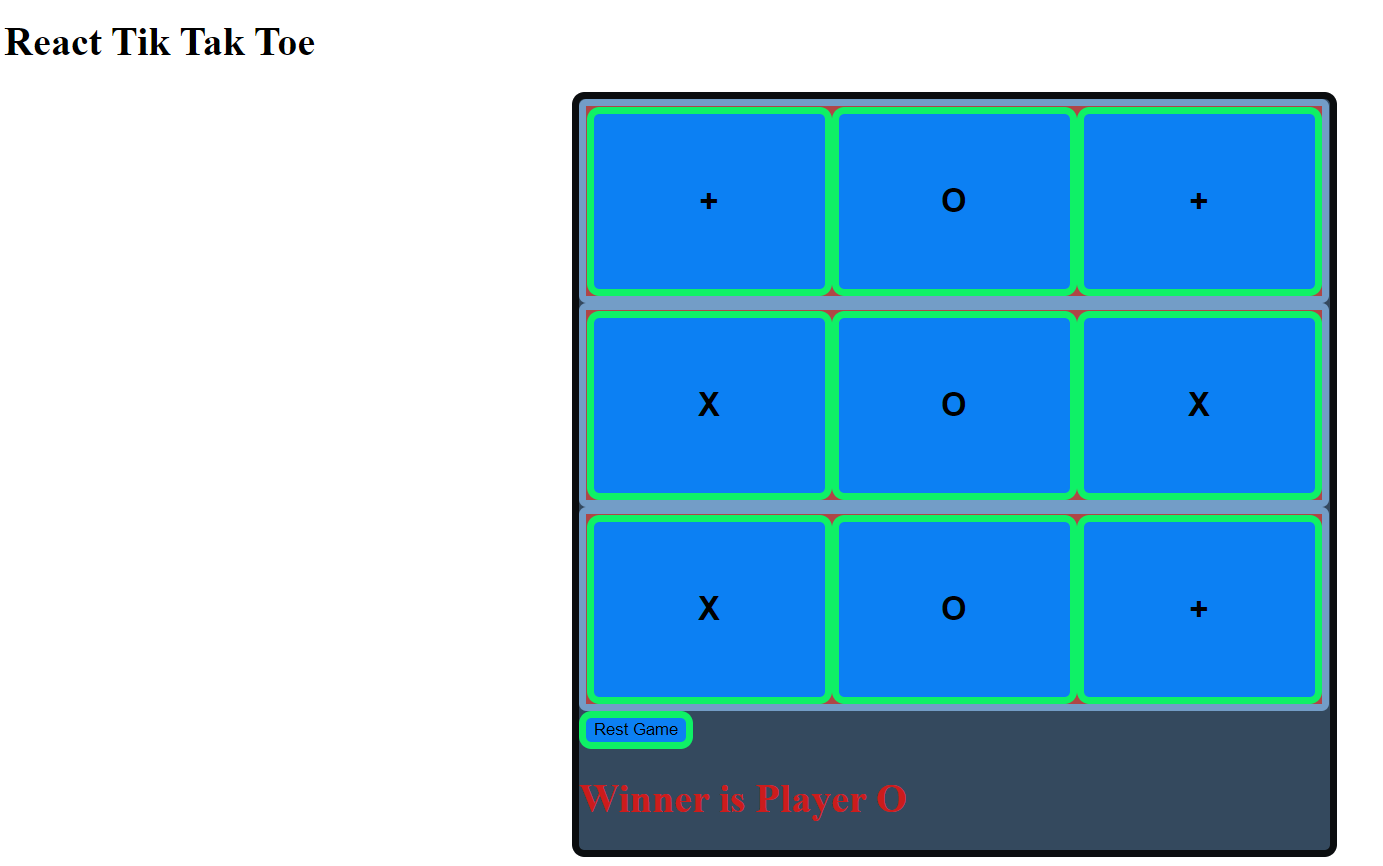 React Tik Tak Toe
+ O +
X O X
X O +
Rest Game
Winner is Player O